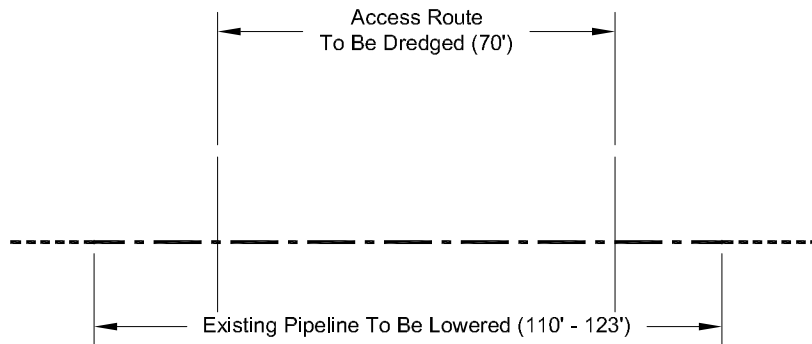 Access Route
To Be Dredged (70')
Existing Pipeline To Be Lowered (110' - 123')